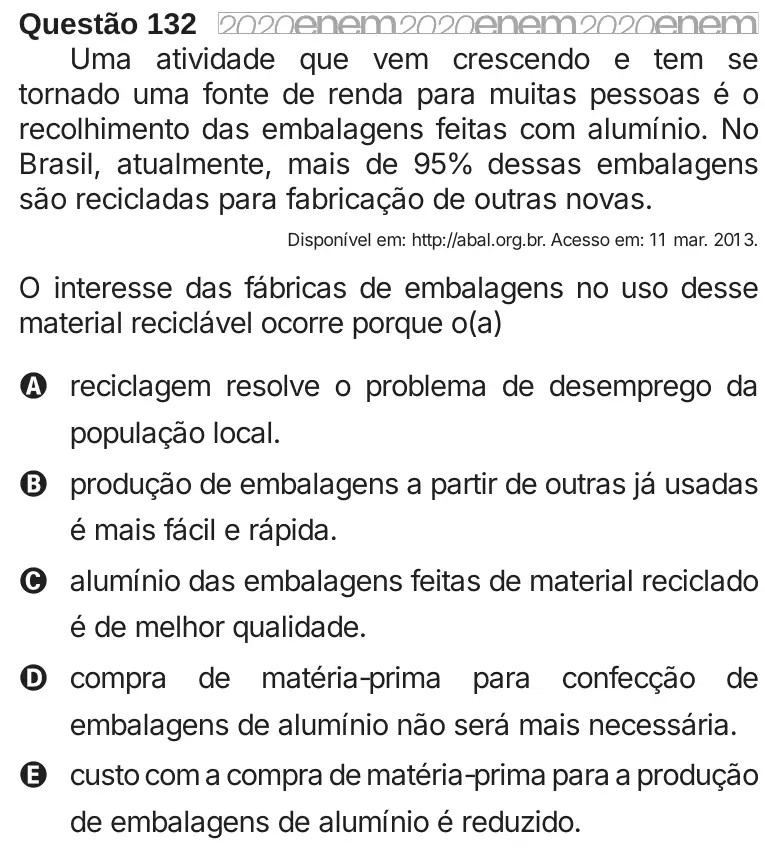 Questão 132 2020enem2020enem2020enem
Uma atividade que vem crescendo e tem se
tornado uma fonte de renda para muitas pessoas é o
recolhimento das embalagens feitas com alumínio. No
Brasil, atualmente, mais de 95% dessas embalagens
são recicladas para fabricação de outras novas.
Disponível em: http://abal.org.br. Acesso em: 11 mar. 2013.
O interesse das fábricas de embalagens no uso desse
material reciclável ocorre porque o(a)
A reciclagem resolve o problema de desemprego da
população local.
B produção de embalagens a partir de outras já usadas
é mais fácil e rápida.
C alumínio das embalagens feitas de material reciclado
é de melhor qualidade.
D compra de matéria-prima para confecção de
embalagens de alumínio não será mais necessária.
E custo com a compra de matéria-prima para a produção
de embalagens de alumínio é reduzido.